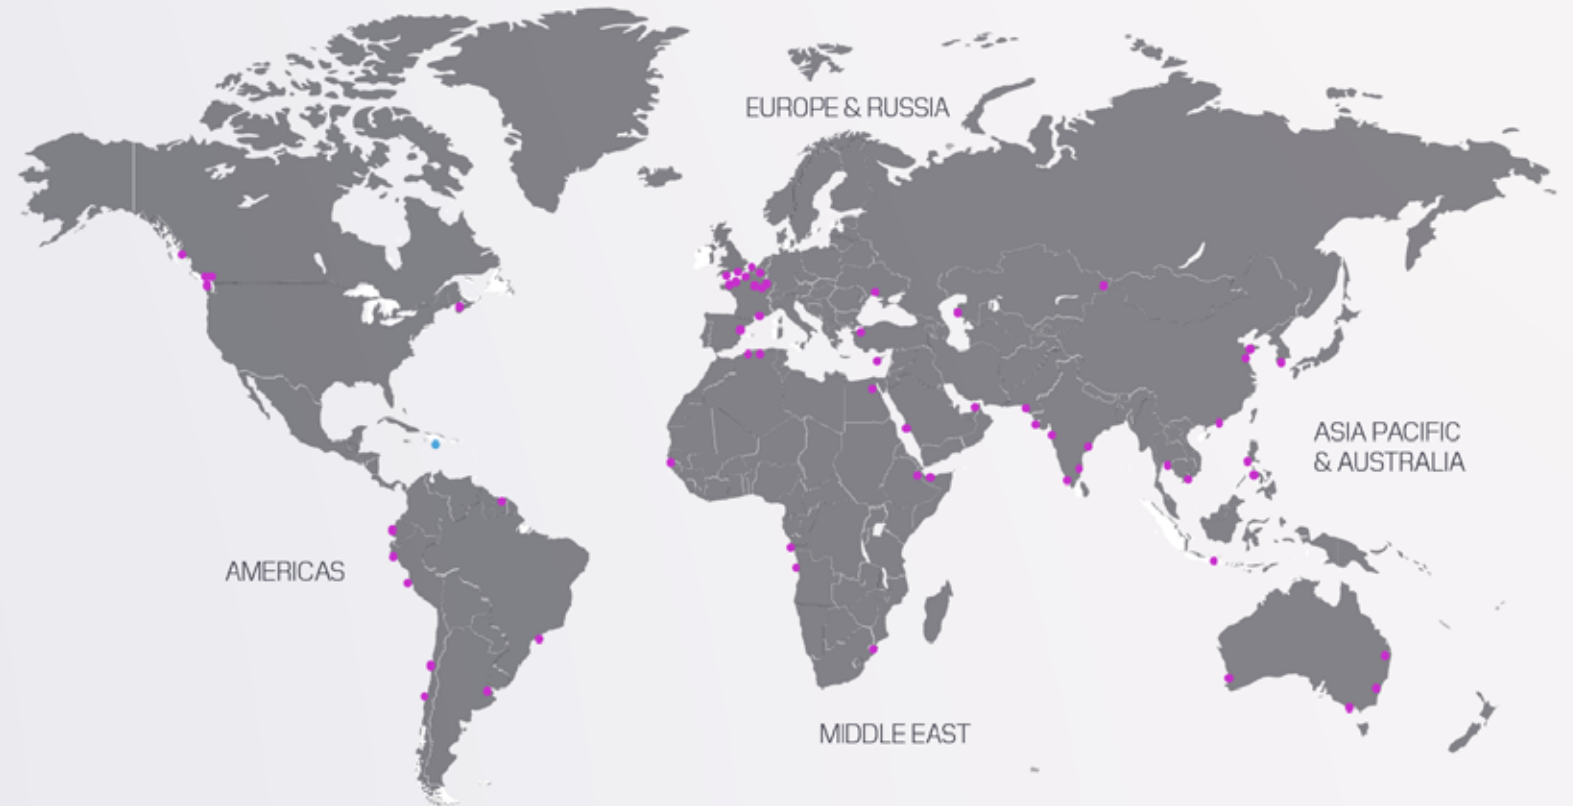 EUROPE & RUSSIA
ASIA PACIFIC
& AUSTRALIA
AMERICAS
MIDDLE EAST